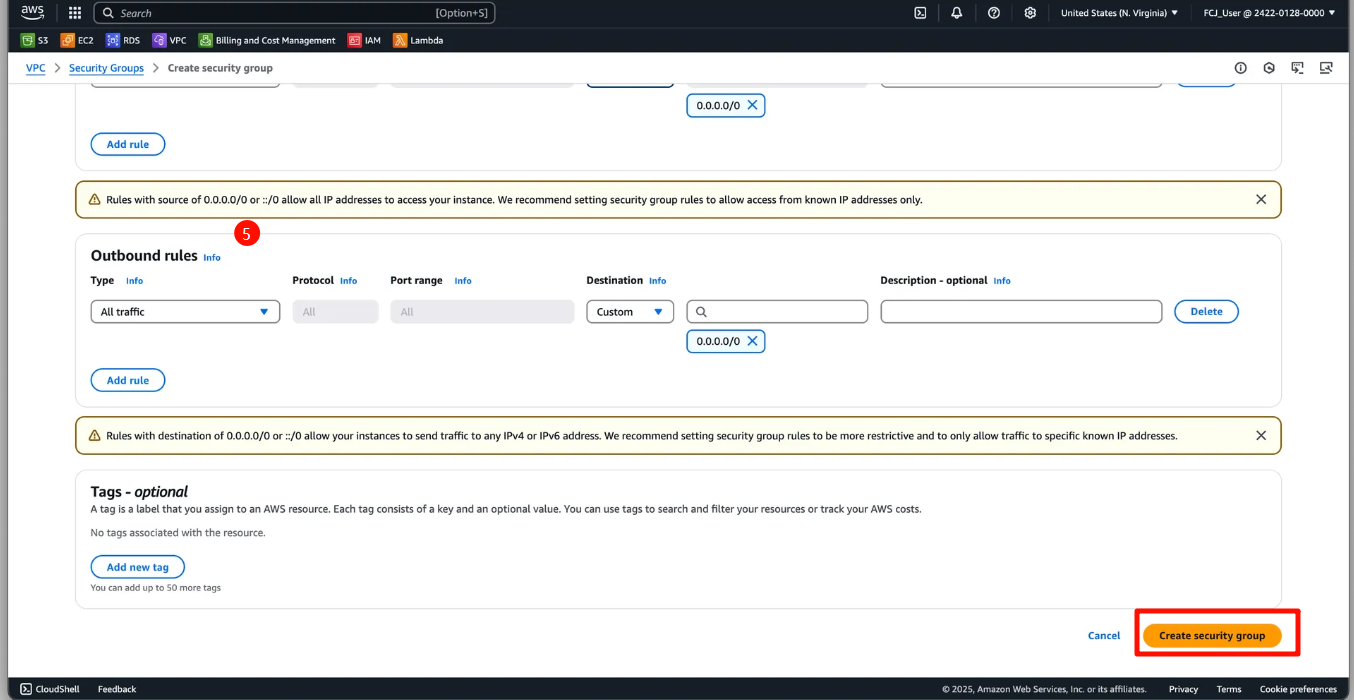 aws Search [Option+S] United States (N. Virginia) ▼ FCJ_User @ 2422-0128-0000 ▼
S3 EC2 RDS VPC Billing and Cost Management IAM Lambda
VPC > Security Groups > Create security group
0.0.0.0/0 ✕
Add rule
Rules with source of 0.0.0.0/0 or ::/0 allow all IP addresses to access your instance. We recommend setting security group rules to allow access from known IP addresses only.
5
Outbound rules Info
Type Info Protocol Info Port range Info Destination Info Description - optional Info
All traffic ▼ All All Custom ▼ Delete
0.0.0.0/0 ✕
Add rule
Rules with destination of 0.0.0.0/0 or ::/0 allow your instances to send traffic to any IPv4 or IPv6 address. We recommend setting security group rules to be more restrictive and to only allow traffic to specific known IP addresses.
Tags - optional
A tag is a label that you assign to an AWS resource. Each tag consists of a key and an optional value. You can use tags to search and filter your resources or track your AWS costs.
No tags associated with the resource.
Add new tag
You can add up to 50 more tags
Cancel Create security group
CloudShell Feedback © 2025, Amazon Web Services, Inc. or its affiliates. Privacy Terms Cookie preferences